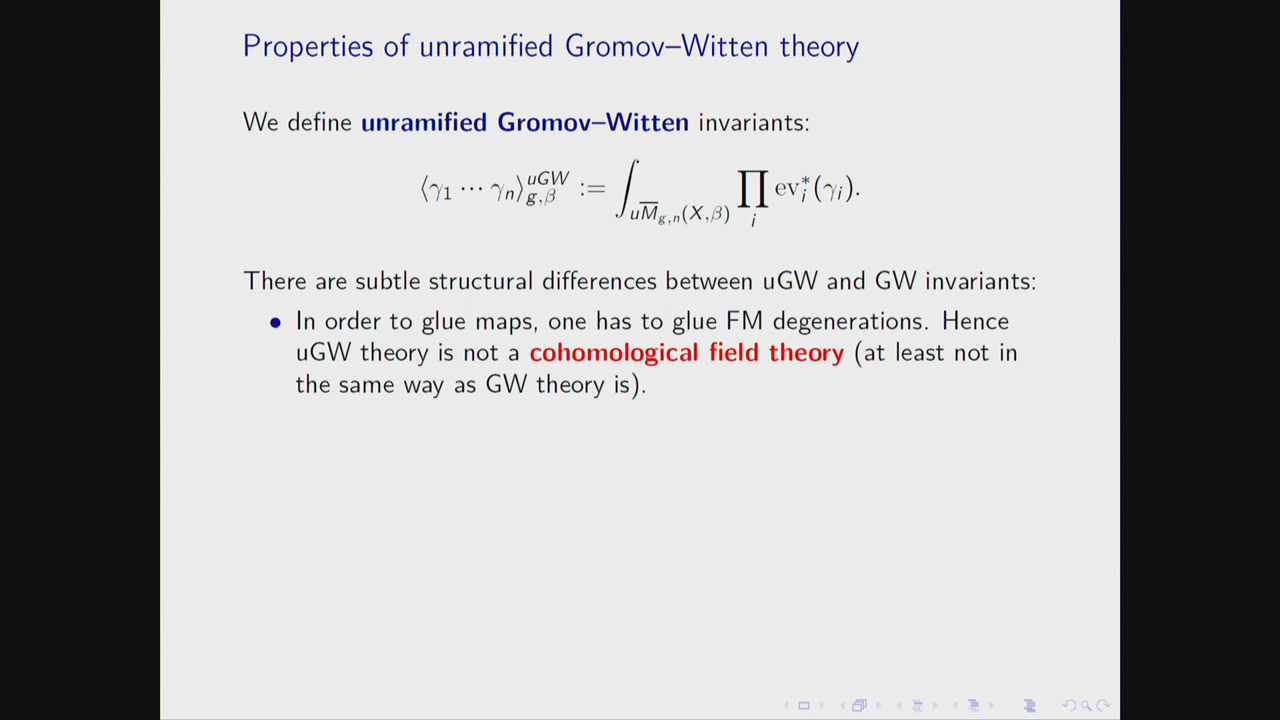 Properties of unramified Gromov–Witten theory
We define unramified Gromov–Witten invariants:
⟨γ₁ ⋯ γₙ⟩^{uGW}_{g,β} := ∫_{uM̅_{g,n}(X,β)} ∏_i ev_i^*(γ_i).
There are subtle structural differences between uGW and GW invariants:
• In order to glue maps, one has to glue FM degenerations. Hence
uGW theory is not a cohomological field theory (at least not in
the same way as GW theory is).